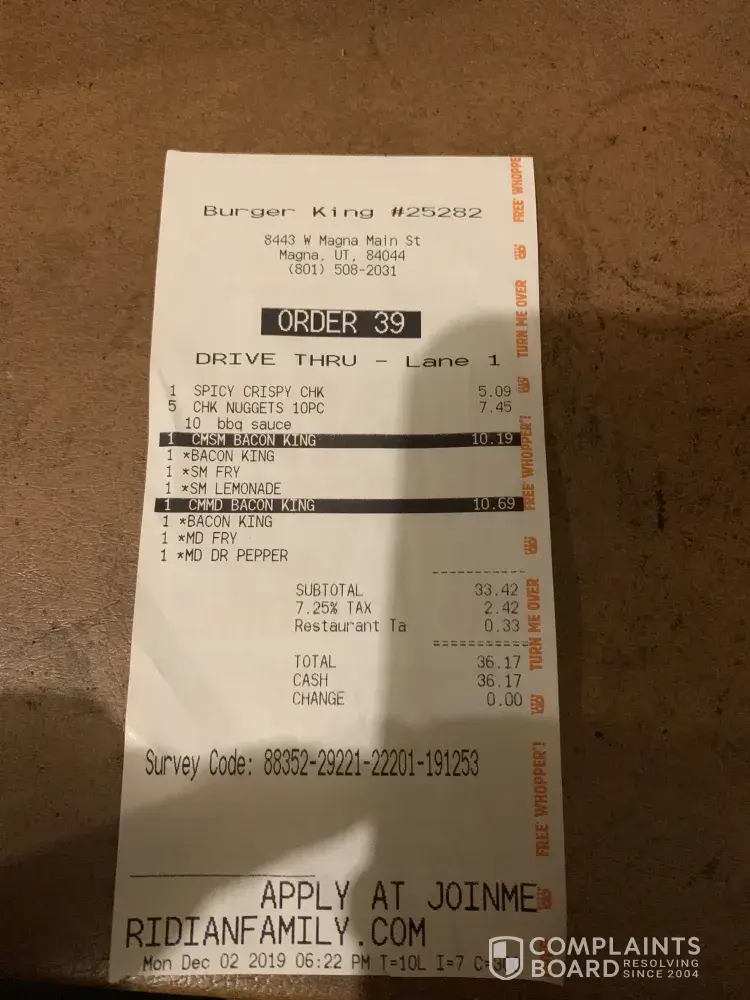 Burger King #25282
8443 W Magna Main St
Magna, UT, 84044
(801) 508-2031
ORDER 39
DRIVE THRU - Lane 1
1 SPICY CRISPY CHK 5.09
5 CHK NUGGETS 10PC 7.45
10 bbq sauce
1 CMSM BACON KING 10.19
1 *BACON KING
1 *SM FRY
1 *SM LEMONADE
1 CMMD BACON KING 10.69
1 *BACON KING
1 *MD FRY
1 *MD DR PEPPER
SUBTOTAL 33.42
7.25% TAX 2.42
Restaurant Ta 0.33
TOTAL 36.17
CASH 36.17
CHANGE 0.00
Survey Code: 88352-29221-22201-191253
APPLY AT JOINME
RIDIANFAMILY.COM
Mon Dec 02 2019 06:22 PM T=10L I=7
FREE WHOPPE
TURN ME OVER
FREE WHOPPER!
TURN ME OVER
FREE WHOPPER!
COMPLAINTS
BOARD RESOLVING
SINCE 2004